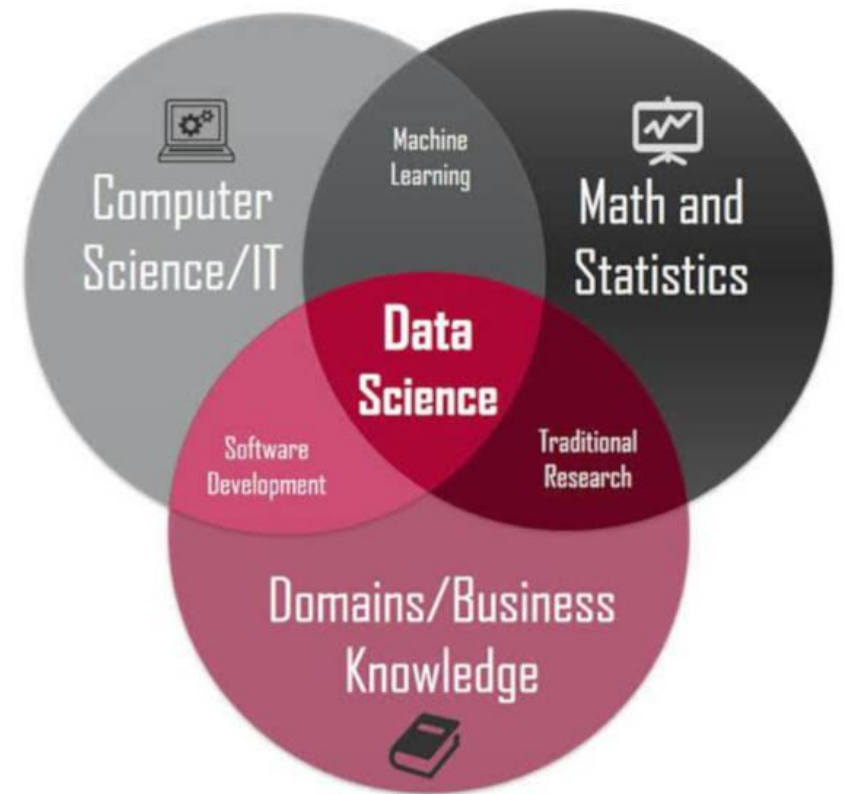 Machine
Learning
Computer
Science/IT
Math and
Statistics
Data
Science
Software
Development
Traditional
Research
Domains/Business
Knowledge